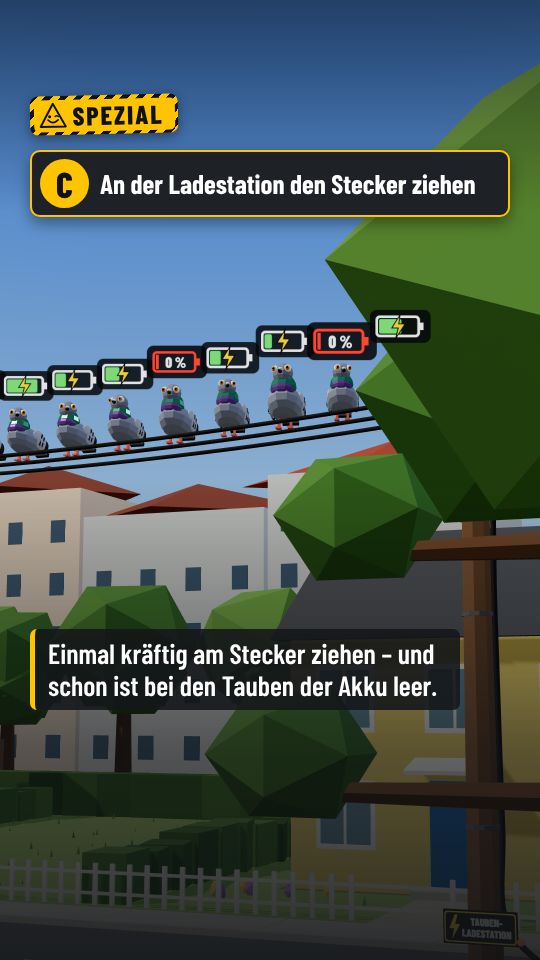 SPEZIAL
C An der Ladestation den Stecker ziehen
0 %
0 %
Einmal kräftig am Stecker ziehen – und
schon ist bei den Tauben der Akku leer.
TAUBEN-
LADESTATION